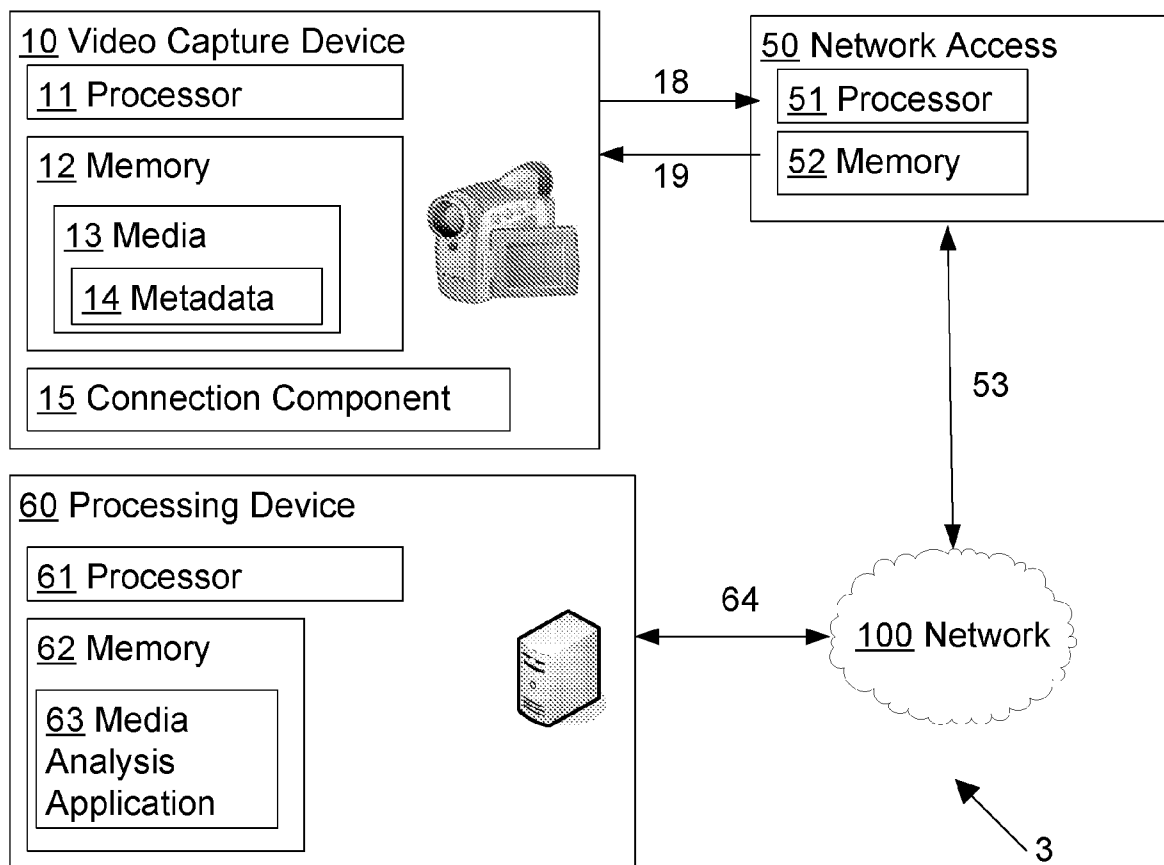 10 Video Capture Device
11 Processor
12 Memory
13 Media
14 Metadata
15 Connection Component
18
19
50 Network Access
51 Processor
52 Memory
53
60 Processing Device
61 Processor
62 Memory
63 Media
Analysis
Application
64
100 Network
3